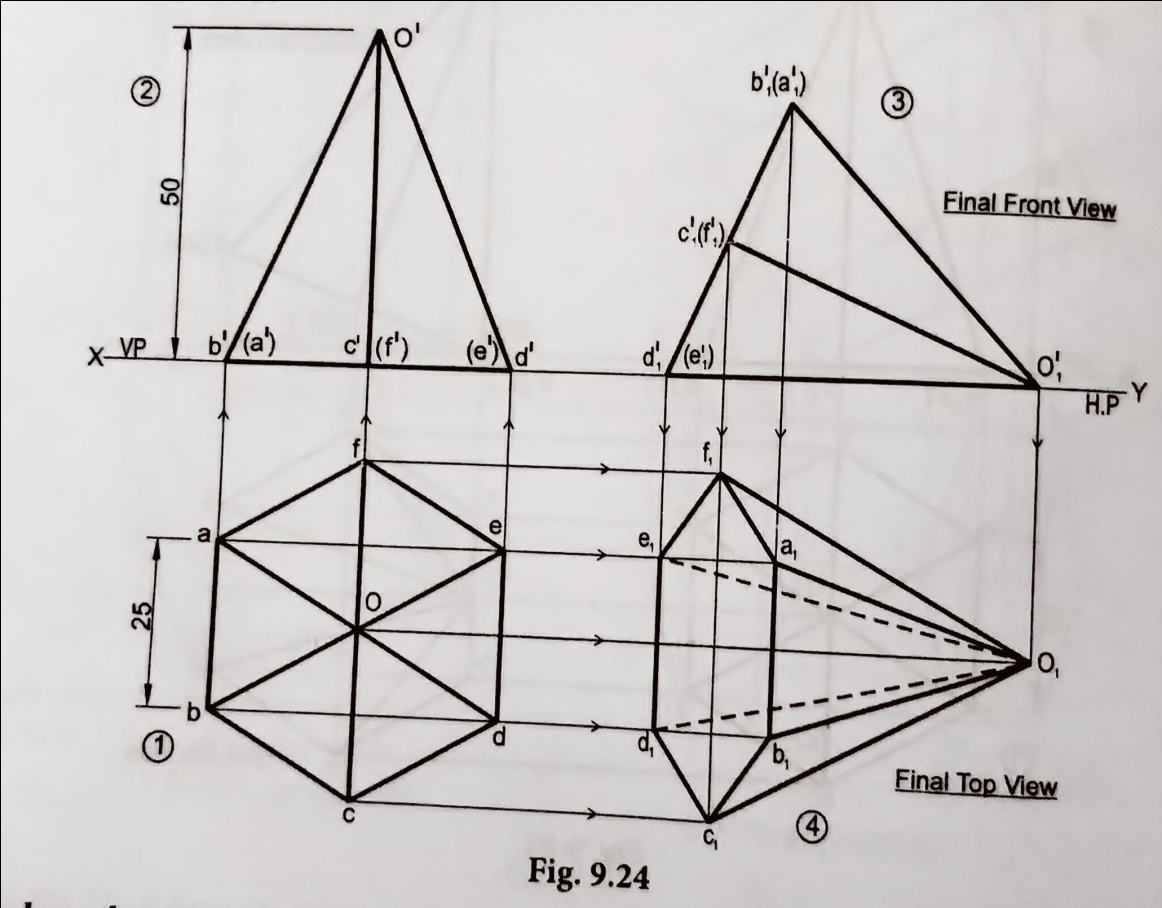 O'
②
50
X VP b' (a') c' (f') (e') d'
b'₁(a'₁)
③
Final Front View
c'₁(f'₁)
d'₁ (e'₁) O'₁
H.P Y
f
a e
25
O
b d
①
c
f₁
e₁ a₁
O₁
d₁ b₁
Final Top View
c₁
④
Fig. 9.24